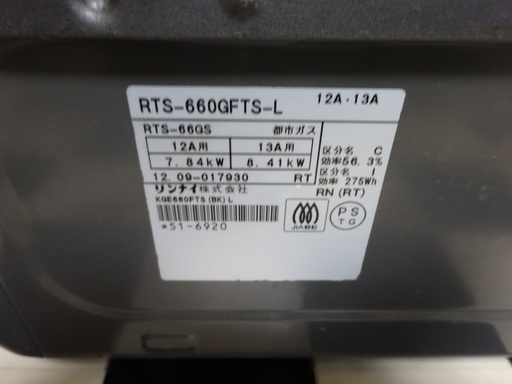 RTS-660GFTS-L 12A・13A
RTS-66GS 都市ガス
12A用 13A用
7.84kW 8.41kW
区分名 C
効率56.3%
区分名 I
効率 275Wh
12.09-017930 RT
RN (RT)
リンナイ株式会社
KGE660FTS(BK)L
*51-6920
JIA
PS
TG